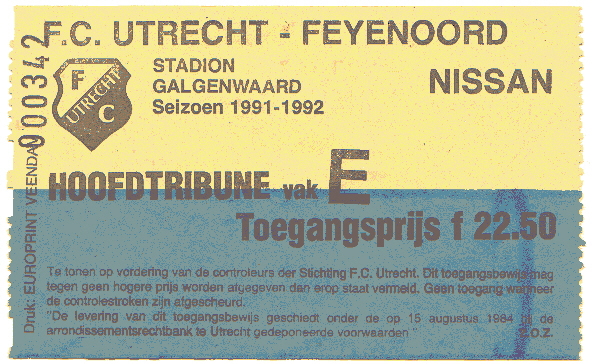 F.C. UTRECHT - FEYENOORD
000342
F
UTRECHT
C
STADION
GALGENWAARD
Seizoen 1991-1992
NISSAN
HOOFDTRIBUNE vak E
Toegangsprijs f 22.50
Te tonen op vordering van de controleurs der Stichting F.C. Utrecht. Dit toegangsbewijs mag
tegen geen hogere prijs worden afgegeven dan erop staat vermeld. Geen toegang wanneer
de controlestroken zijn afgescheurd.
"De levering van dit toegangsbewijs geschiedt onder de op 15 augustus 1984 bij de
arrondissementsrechtbank te Utrecht gedeponeerde voorwaarden" Z.O.Z.
Druk: EUROPRINT VEENDAM